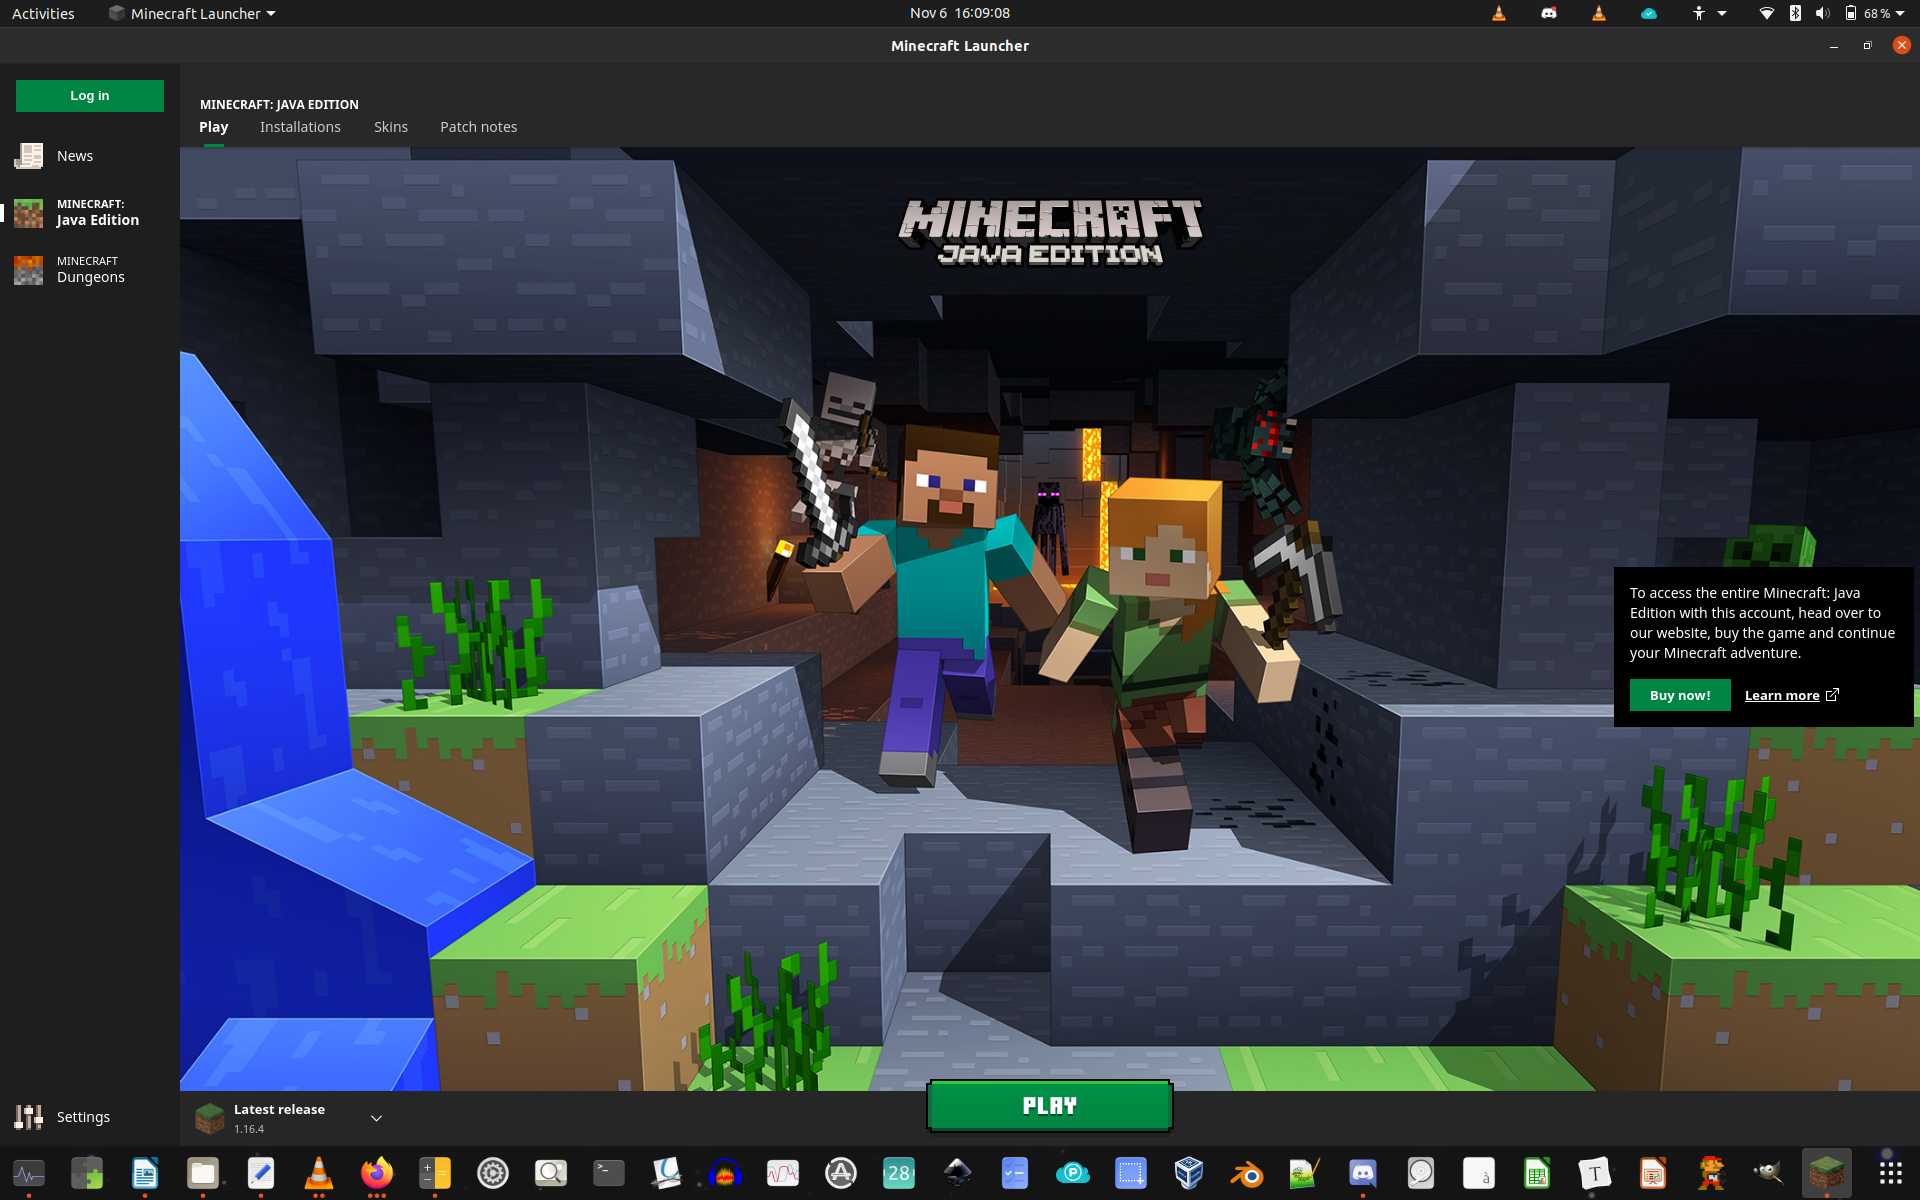 Activities
Minecraft Launcher
Nov 6 16:09:08
68 %
Minecraft Launcher
Log in
News
MINECRAFT:
Java Edition
MINECRAFT
Dungeons
Settings
MINECRAFT: JAVA EDITION
Play
Installations
Skins
Patch notes
MINECRAFT
JAVA EDITION
To access the entire Minecraft: Java
Edition with this account, head over to
our website, buy the game and continue
your Minecraft adventure.
Buy now!
Learn more
Latest release
1.16.4
PLAY
28
P
T
à